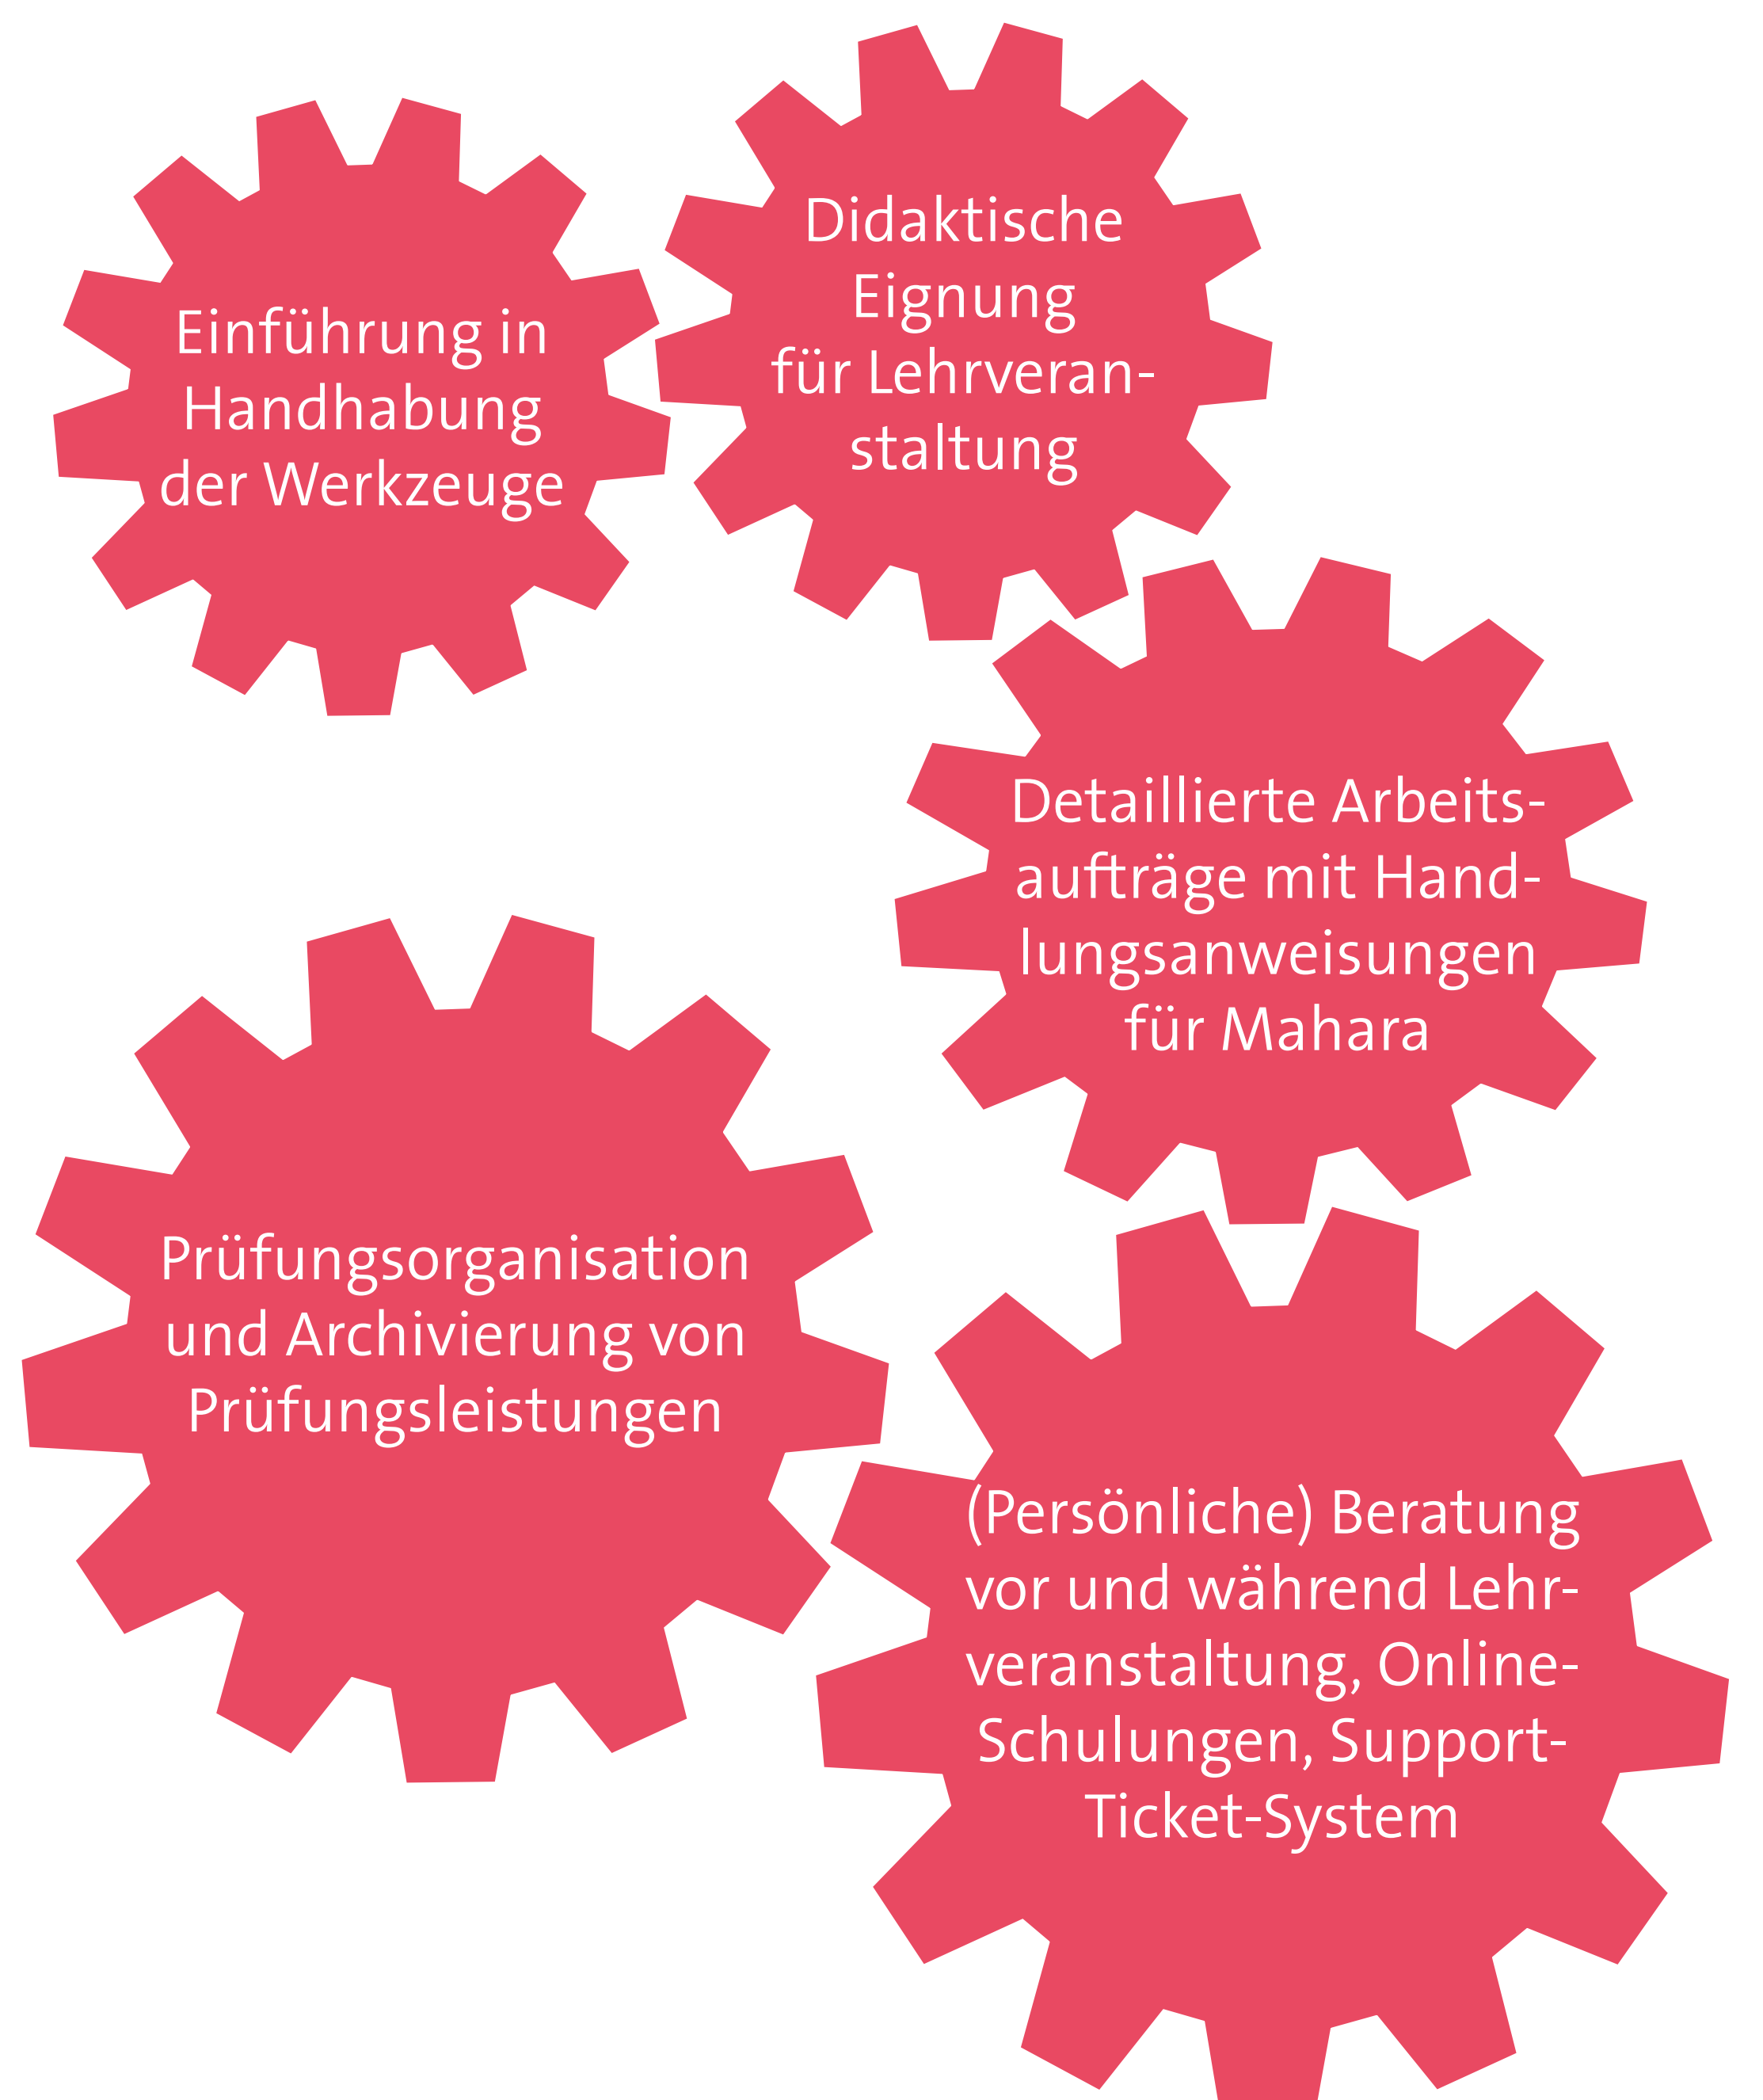 Einführung in
Handhabung
der Werkzeuge
Didaktische
Eignung
für Lehrveran-
staltung
Detaillierte Arbeits-
aufträge mit Hand-
lungsanweisungen
für Mahara
Prüfungsorganisation
und Archivierung von
Prüfungsleistungen
(Persönliche) Beratung
vor und während Lehr-
veranstaltung, Online-
Schulungen, Support-
Ticket-System